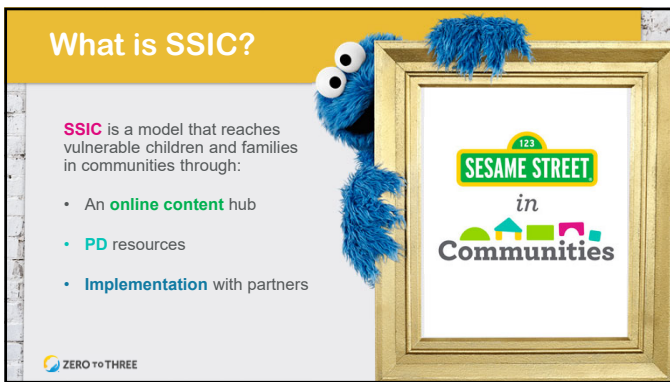 What is SSIC?
SSIC is a model that reaches
vulnerable children and families
in communities through:
• An online content hub
• PD resources
• Implementation with partners
123
SESAME STREET
in
Communities
ZERO TO THREE